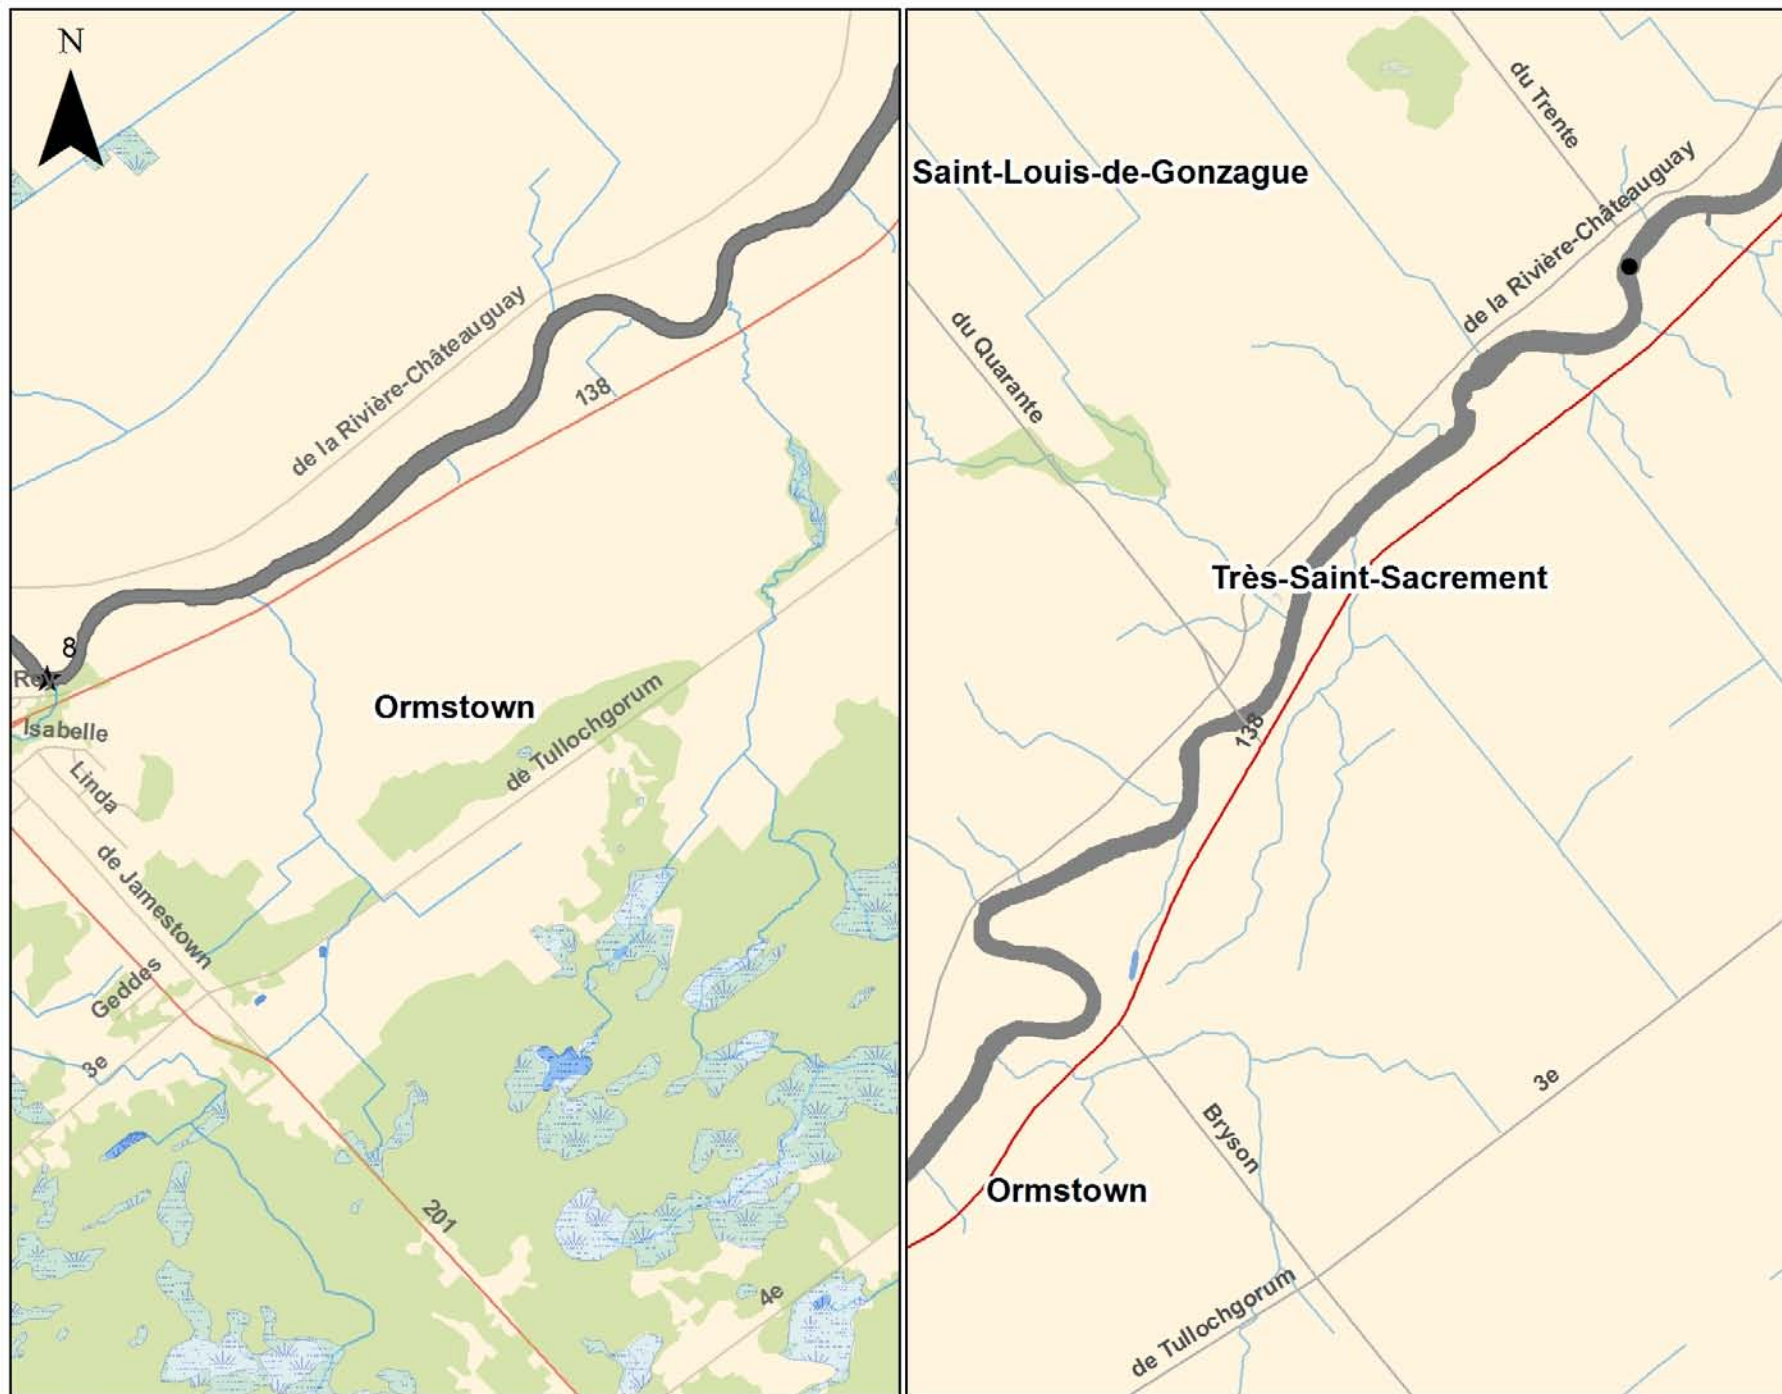 N
de la Rivière-Châteauguay
138
8
Isabelle
Linda
Ormstown
de Tullochgorum
de Jamestown
Geddes
3e
201
4e
du Trente
Saint-Louis-de-Gonzague
de la Rivière-Châteauguay
du Quarante
Très-Saint-Sacrement
138
3e
Bryson
Ormstown
de Tullochgorum